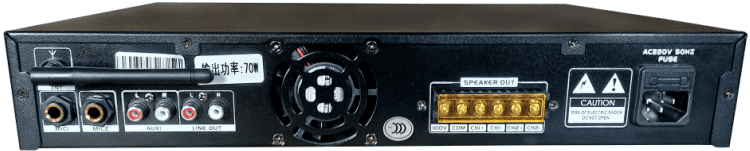 输出功率:70W
ANT
MIC1
MIC2
L R
AUX1
L R
LINE OUT
SPEAKER OUT
100V COM CH1+ CH1- CH2+ CH2-
CAUTION
RISK OF ELECTRIC SHOCK
DO NOT OPEN
AC220V 50HZ
FUSE